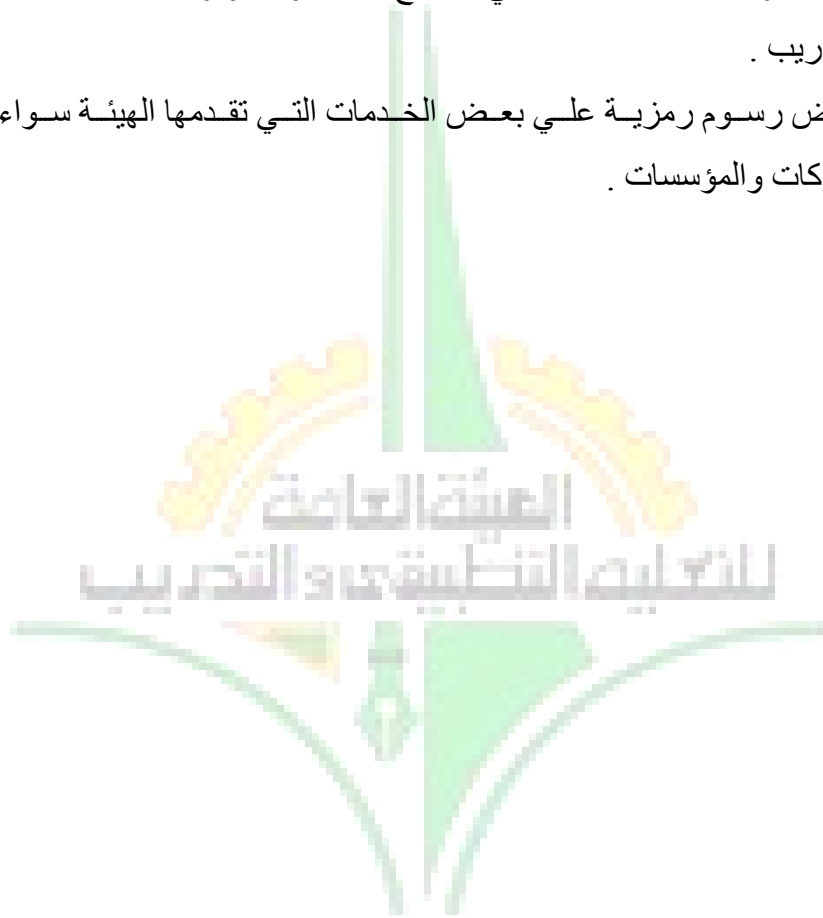 ريب .
ض رسوم رمزية علي بعض الخدمات التي تقدمها الهيئة سواء
كات والمؤسسات .
الهيئة العامة
للتعليم التطبيقي والتدريب